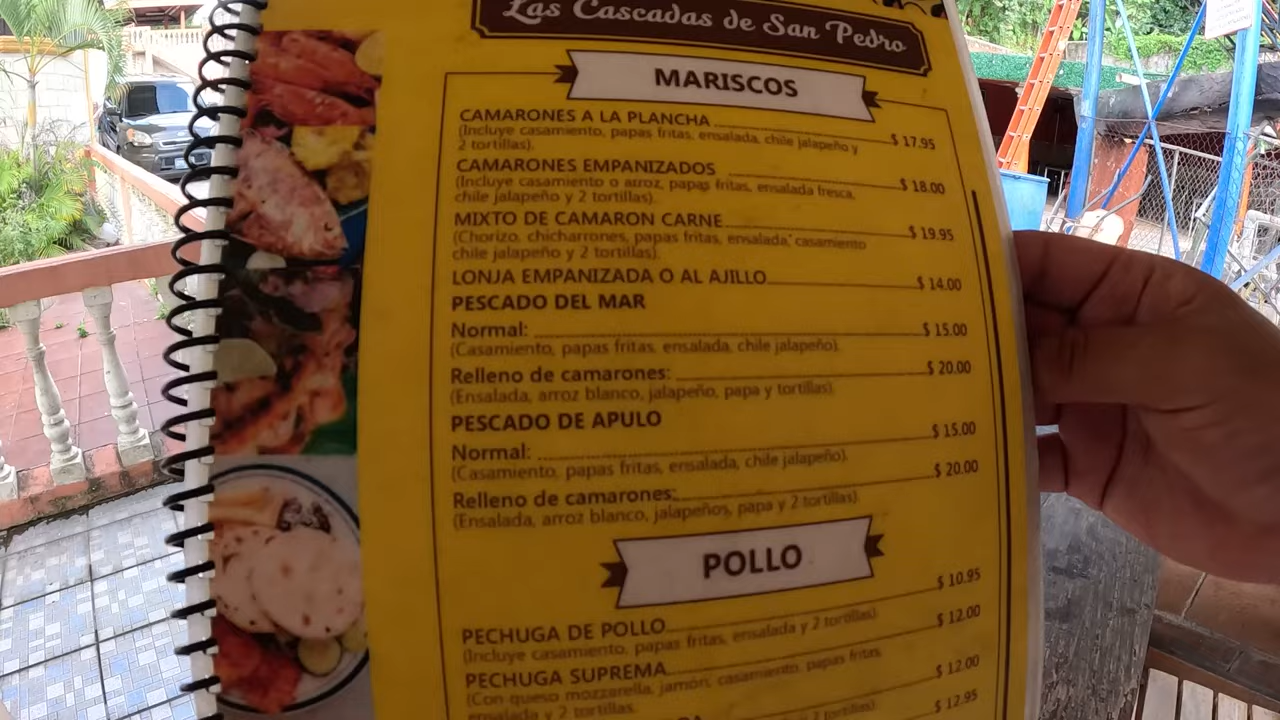 Las Cascadas de San Pedro
MARISCOS
CAMARONES A LA PLANCHA $ 17.95
(Incluye casamiento, papas fritas, ensalada, chile jalapeño y
2 tortillas).
CAMARONES EMPANIZADOS $ 18.00
(Incluye casamiento o arroz, papas fritas, ensalada fresca,
chile jalapeño y 2 tortillas).
MIXTO DE CAMARON CARNE $ 19.95
(Chorizo, chicharrones, papas fritas, ensalada, casamiento
chile jalapeño y 2 tortillas).
LONJA EMPANIZADA O AL AJILLO $ 14.00
PESCADO DEL MAR
Normal: $ 15.00
(Casamiento, papas fritas, ensalada, chile jalapeño).
Relleno de camarones: $ 20.00
(Ensalada, arroz blanco, jalapeño, papa y tortillas)
PESCADO DE APULO
Normal: $ 15.00
(Casamiento, papas fritas, ensalada, chile jalapeño).
Relleno de camarones: $ 20.00
(Ensalada, arroz blanco, jalapeños, papa y 2 tortillas).
POLLO
PECHUGA DE POLLO $ 10.95
(Incluye casamiento, papas fritas, ensalada y 2 tortillas)
PECHUGA SUPREMA $ 12.00
(Con queso mozzarella, jamón, casamiento, papas fritas,
ensalada y 2 tortillas.
$ 12.00
2 tortillas)
$ 12.95